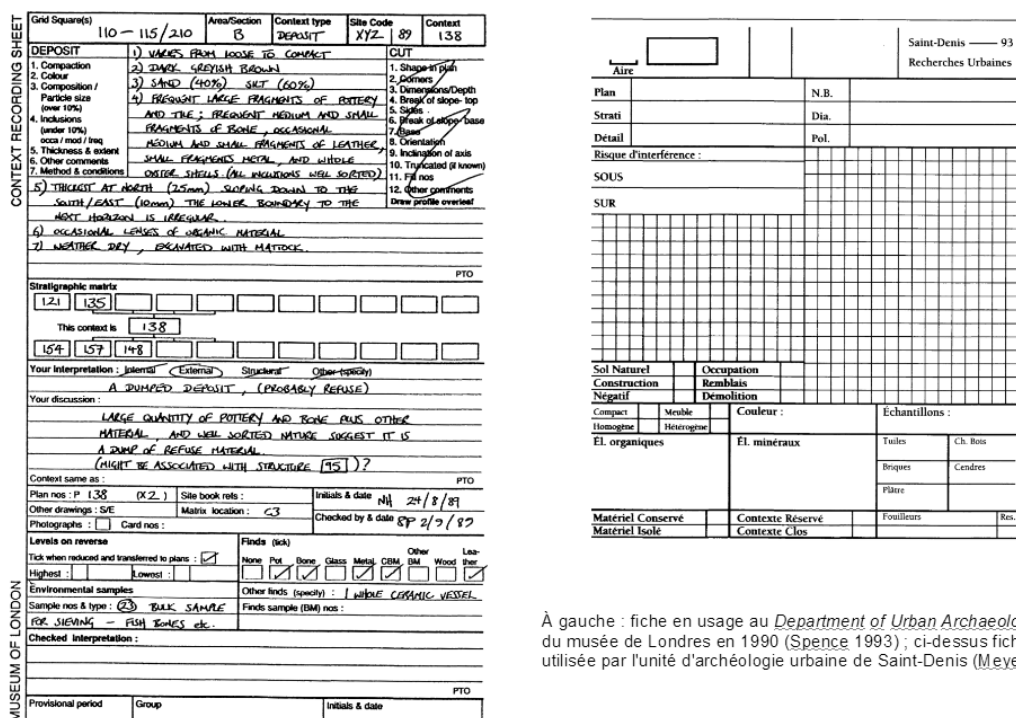 CONTEXT RECORDING SHEET
MUSEUM OF LONDON
Grid Square(s) Area/Section Context type Site Code Context
110 – 115/210 B DEPOSIT XYZ 89 138
DEPOSIT
1. Compaction
2. Colour
3. Composition /
Particle size
(over 10%)
4. Inclusions
(under 10%)
occa / mod / freq
5. Thickness & extent
6. Other comments
7. Method & conditions
1) VARIES FROM LOOSE TO COMPACT
2) DARK GREYISH BROWN
3) SAND (40%) SILT (60%)
4) FREQUENT LARGE FRAGMENTS OF POTTERY
AND TILE; FREQUENT MEDIUM AND SMALL
FRAGMENTS OF BONE, OCCASIONAL
MEDIUM AND SMALL FRAGMENTS OF LEATHER,
SMALL FRAGMENTS METAL, AND WHOLE
OYSTER SHELLS. (ALL INCLUSIONS WELL SORTED)
CUT
1. Shape in plan
2. Corners
3. Dimensions/Depth
4. Break of slope- top
5. Sides
6. Break of slope- base
7. Base
8. Orientation
9. Inclination of axis
10. Truncated (if known)
11. Fill nos
12. Other comments
Draw profile overleaf
5) THICKEST AT NORTH (25mm) SLOPING DOWN TO THE
SOUTH/EAST (10mm) THE LOWER BOUNDARY TO THE
NEXT HORIZON IS IRREGULAR.
6) OCCASIONAL LENSES OF ORGANIC MATERIAL
7) WEATHER DRY, EXCAVATED WITH MATTOCK.
PTO
Stratigraphic matrix
121 135
This context is 138
154 157 148
Your interpretation : Internal External Structural Other (specify)
A DUMPED DEPOSIT, (PROBABLY REFUSE)
Your discussion :
LARGE QUANTITY OF POTTERY AND BONE PLUS OTHER
MATERIAL, AND WELL SORTED NATURE SUGGEST IT IS
A DUMP OF REFUSE MATERIAL.
(MIGHT BE ASSOCIATED WITH STRUCTURE 95)?
Context same as :
PTO
Plan nos : P 138 (X2) Site book refs : Initials & date NH 24/8/89
Other drawings : S/E Matrix location : C3 Checked by & date 2/9/89
Photographs : Card nos :
Levels on reverse
Tick when reduced and transferred to plans :
Highest : Lowest :
Finds (tick)
None Pot Bone Glass Metal CBM Other BM Wood Lea-ther
Environmental samples Other finds (specify) : 1 WHOLE CERAMIC VESSEL
Sample nos & type : 23 BULK SAMPLE Finds sample (BM) nos :
FOR SIEVING – FISH BONES etc.
Checked interpretation :
PTO
Provisional period Group Initials & date
Aire
Saint-Denis — 93
Recherches Urbaines
Plan N.B.
Strati Dia.
Détail Pol.
Risque d'interférence :
SOUS
SUR
Sol Naturel Occupation
Construction Remblais
Négatif Démolition
Compact Meuble Couleur : Échantillons :
Homogène Hétérogène
Él. organiques Él. minéraux Tuiles Ch. Bois
Briques Cendres
Plâtre
Matériel Conservé Contexte Réservé Fouilleurs Res.
Matériel Isolé Contexte Clos
À gauche : fiche en usage au Department of Urban Archaeolo
du musée de Londres en 1990 (Spence 1993) ; ci-dessus fich
utilisée par l'unité d'archéologie urbaine de Saint-Denis (Meye